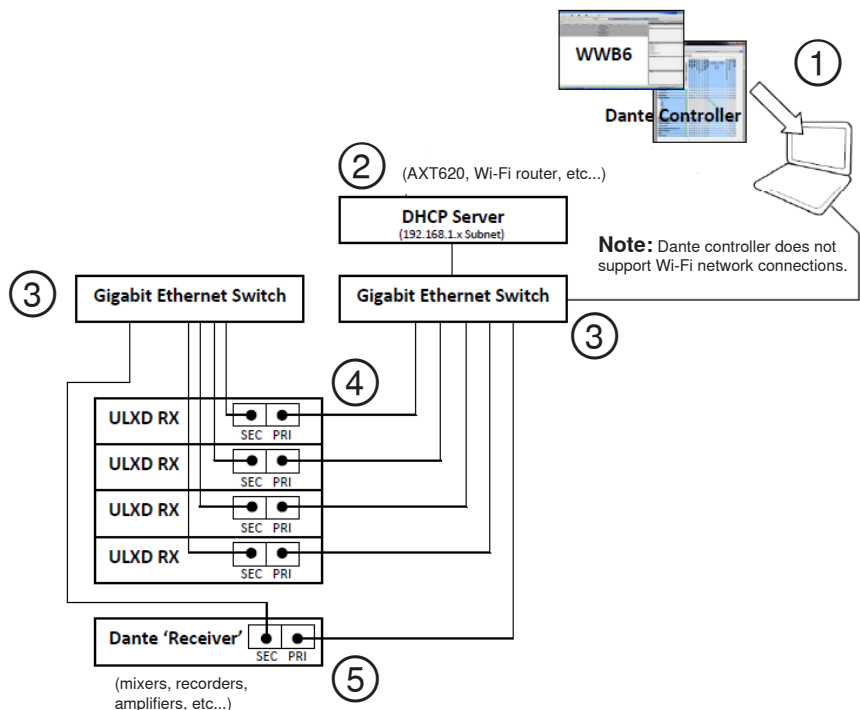 WWB6
1
Dante Controller
2
(AXT620, Wi-Fi router, etc...)
DHCP Server
(192.168.1.x Subnet)
Note: Dante controller does not
support Wi-Fi network connections.
3
Gigabit Ethernet Switch
Gigabit Ethernet Switch
3
4
ULXD RX
SEC PRI
ULXD RX
SEC PRI
ULXD RX
SEC PRI
ULXD RX
SEC PRI
Dante ‘Receiver’
SEC PRI
5
(mixers, recorders,
amplifiers, etc...)